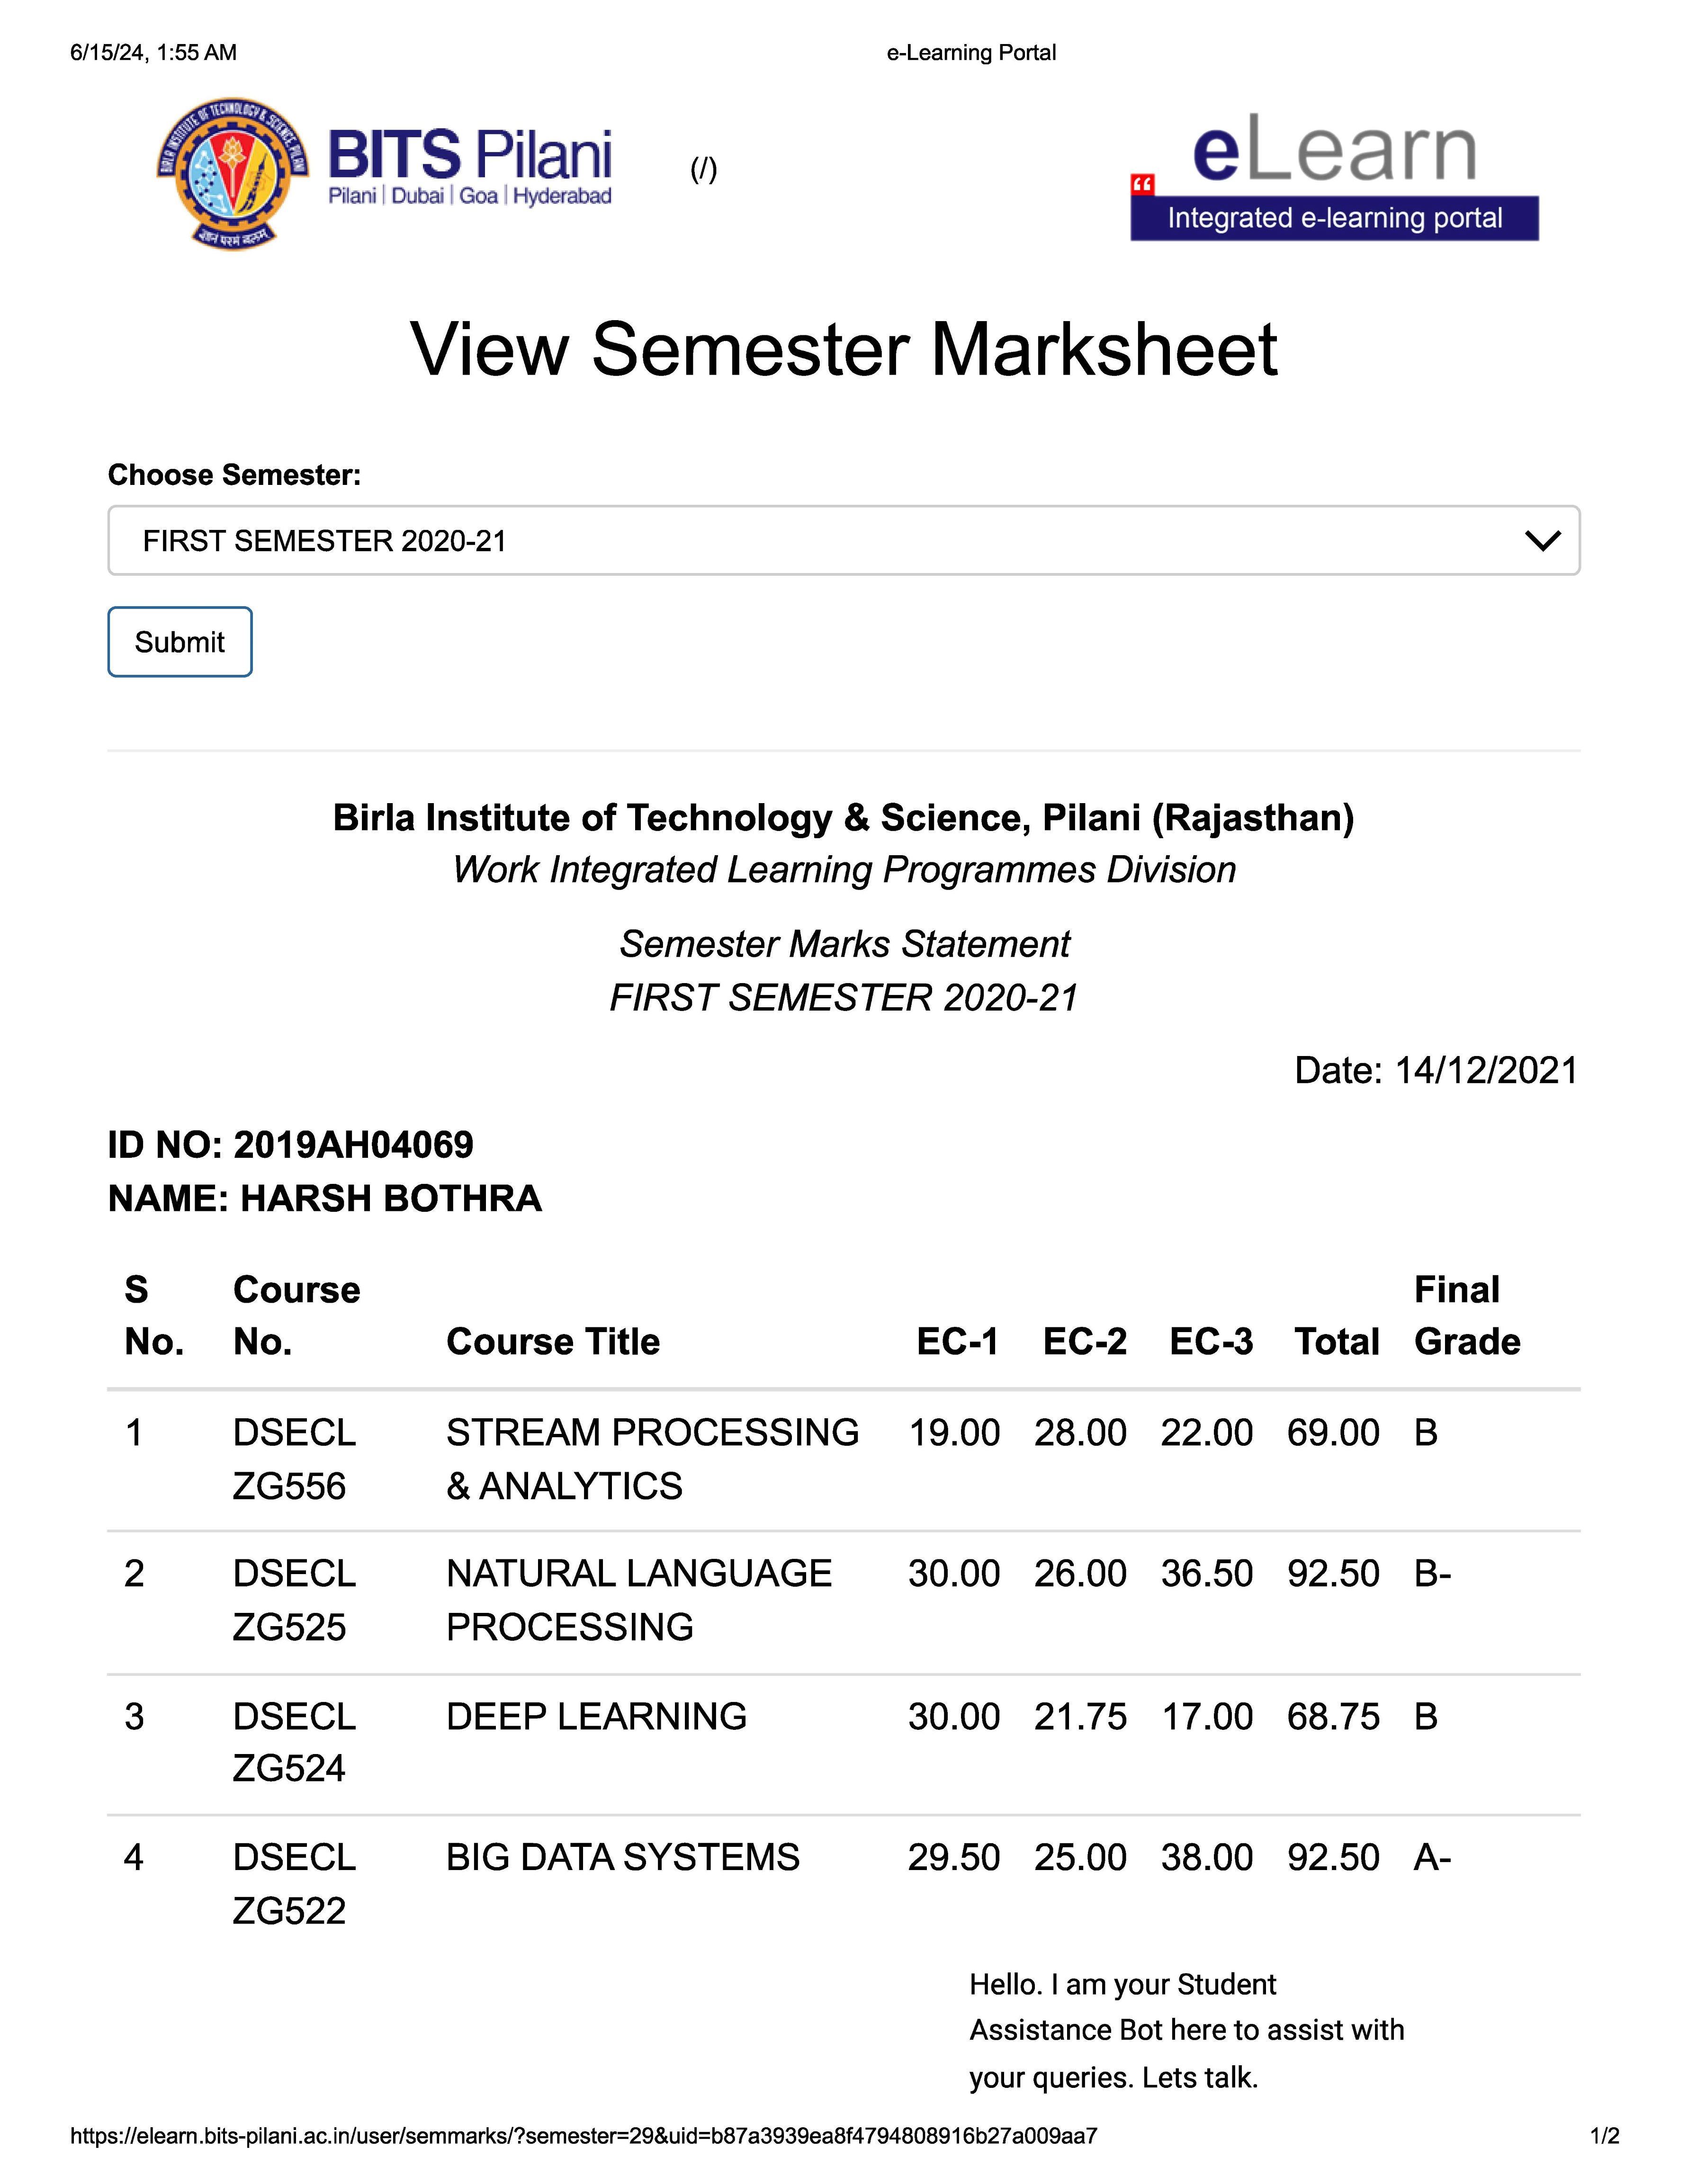 6/15/24, 1:55 AM
e-Learning Portal
BIRLA INSTITUTE OF TECHNOLOGY & SCIENCE, PILANI
ज्ञानं परमं बलम्
BITS Pilani
Pilani | Dubai | Goa | Hyderabad
(/)
eLearn
Integrated e-learning portal
View Semester Marksheet
Choose Semester:
FIRST SEMESTER 2020-21
Submit
Birla Institute of Technology & Science, Pilani (Rajasthan)
Work Integrated Learning Programmes Division
Semester Marks Statement
FIRST SEMESTER 2020-21
Date: 14/12/2021
ID NO: 2019AH04069
NAME: HARSH BOTHRA
S Course Final
No. No. Course Title EC-1 EC-2 EC-3 Total Grade
1 DSECL STREAM PROCESSING 19.00 28.00 22.00 69.00 B
ZG556 & ANALYTICS
2 DSECL NATURAL LANGUAGE 30.00 26.00 36.50 92.50 B-
ZG525 PROCESSING
3 DSECL DEEP LEARNING 30.00 21.75 17.00 68.75 B
ZG524
4 DSECL BIG DATA SYSTEMS 29.50 25.00 38.00 92.50 A-
ZG522
Hello. I am your Student
Assistance Bot here to assist with
your queries. Lets talk.
https://elearn.bits-pilani.ac.in/user/semmarks/?semester=29&uid=b87a3939ea8f4794808916b27a009aa7
1/2